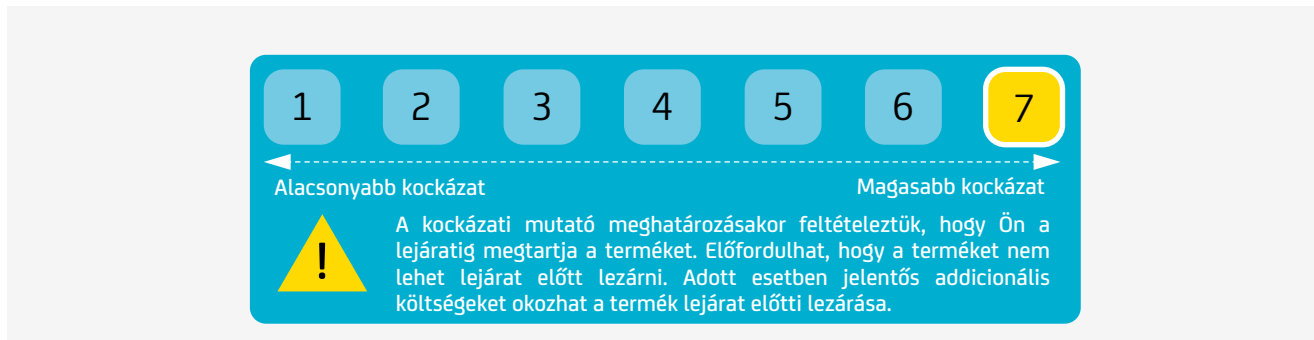 1 2 3 4 5 6 7
Alacsonyabb kockázat Magasabb kockázat
! A kockázati mutató meghatározásakor feltételeztük, hogy Ön a
lejáratig megtartja a terméket. Előfordulhat, hogy a terméket nem
lehet lejárat előtt lezárni. Adott esetben jelentős addicionális
költségeket okozhat a termék lejárat előtti lezárása.